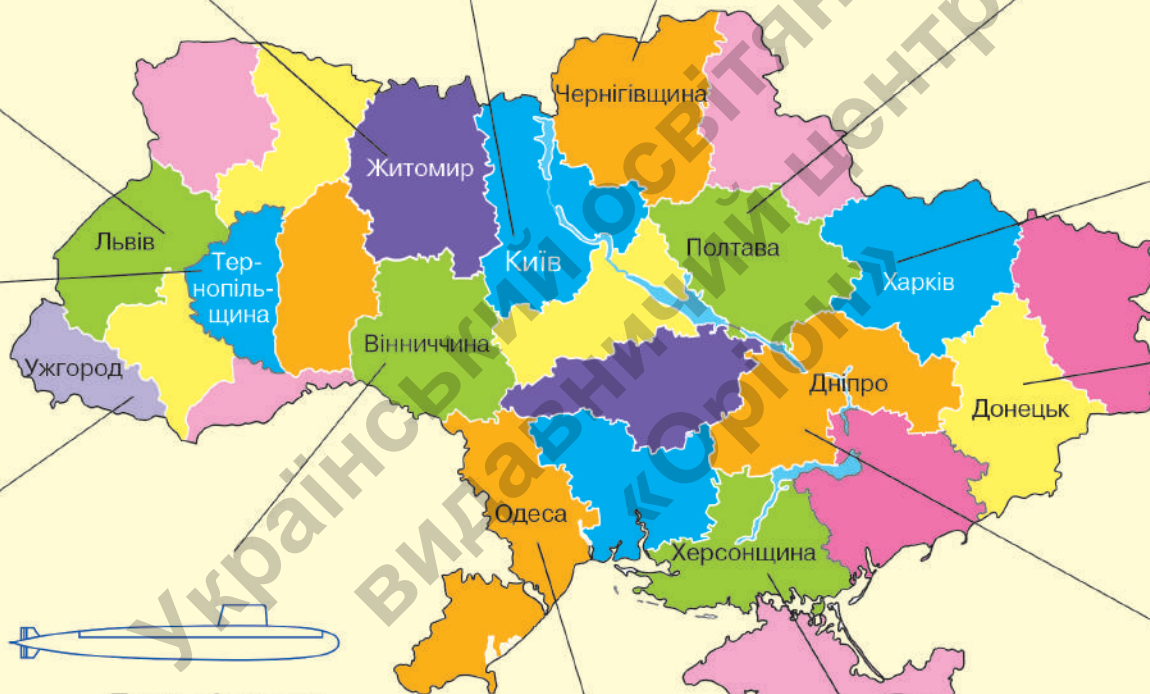 Чернігівщина
Житомир
Львів
Тер-
нопіль-
щина
Київ
Полтава
Харків
Вінниччина
Ужгород
Дніпро
Донецьк
Одеса
Херсонщина
Український освітян
видавничий центр
«Оріон»